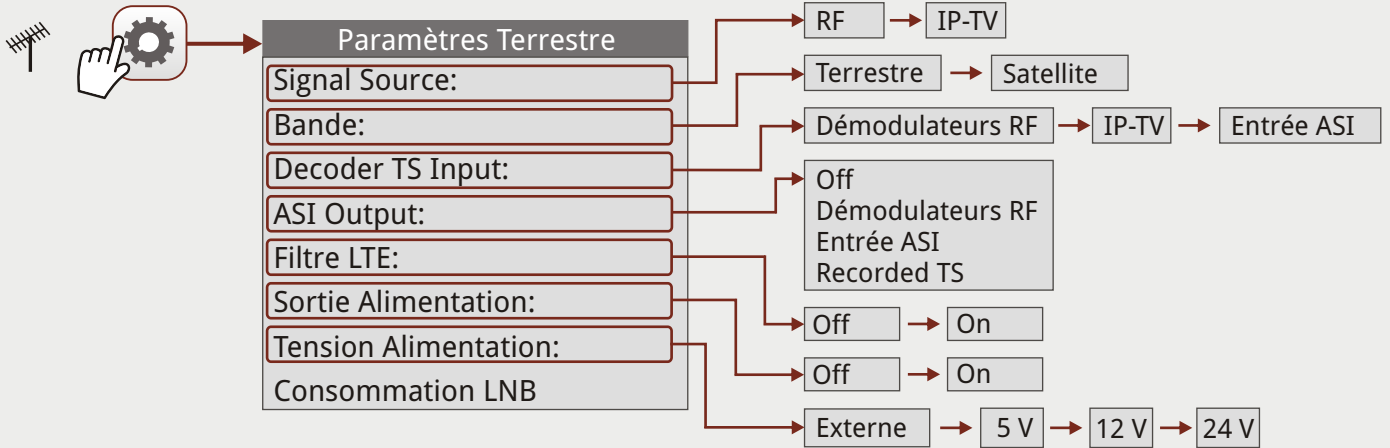 Paramètres Terrestre
Signal Source:
Bande:
Decoder TS Input:
ASI Output:
Filtre LTE:
Sortie Alimentation:
Tension Alimentation:
Consommation LNB
RF IP-TV
Terrestre Satellite
Démodulateurs RF IP-TV Entrée ASI
Off
Démodulateurs RF
Entrée ASI
Recorded TS
Off On
Off On
Externe 5 V 12 V 24 V